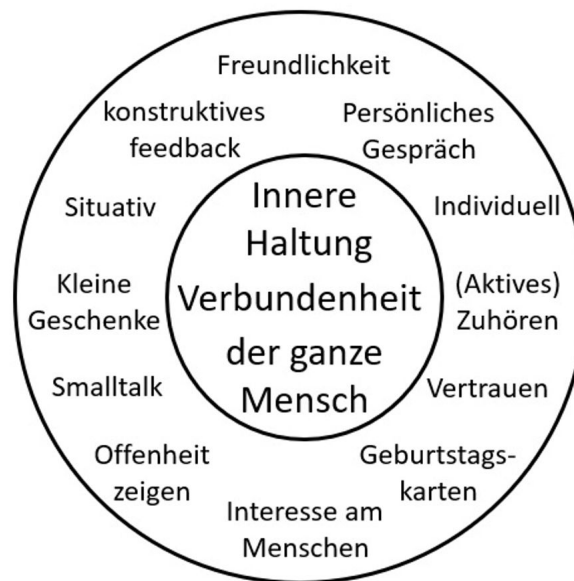 Freundlichkeit
konstruktives
feedback
Persönliches
Gespräch
Situativ
Individuell
Kleine
Geschenke
(Aktives)
Zuhören
Smalltalk
Vertrauen
Offenheit
zeigen
Geburtstags-
karten
Interesse am
Menschen
Innere
Haltung
Verbundenheit
der ganze
Mensch